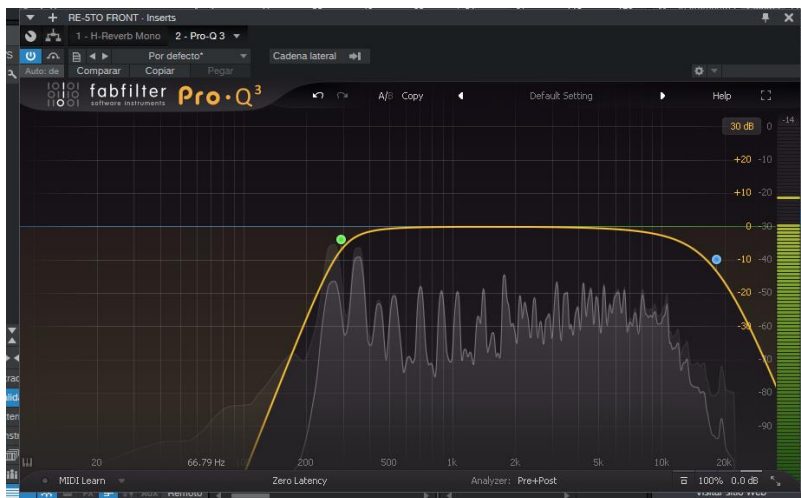 RE-5TO FRONT - Inserts
1 - H-Reverb Mono 2 - Pro-Q 3
Por defecto* Cadena lateral
Auto: de Comparar Copiar Pegar
fabfilter Pro·Q3
software instruments
A/B Copy Default Setting Help
30 dB 0 -14
+20 -10
+10 -20
0 -30
-10 -40
-20 -50
-30 -60
-70
-80
-90
20 66.79 Hz 100 200 500 1k 2k 5k 10k 20k
MIDI Learn Zero Latency Analyzer: Pre+Post 100% 0.0 dB
Remoto